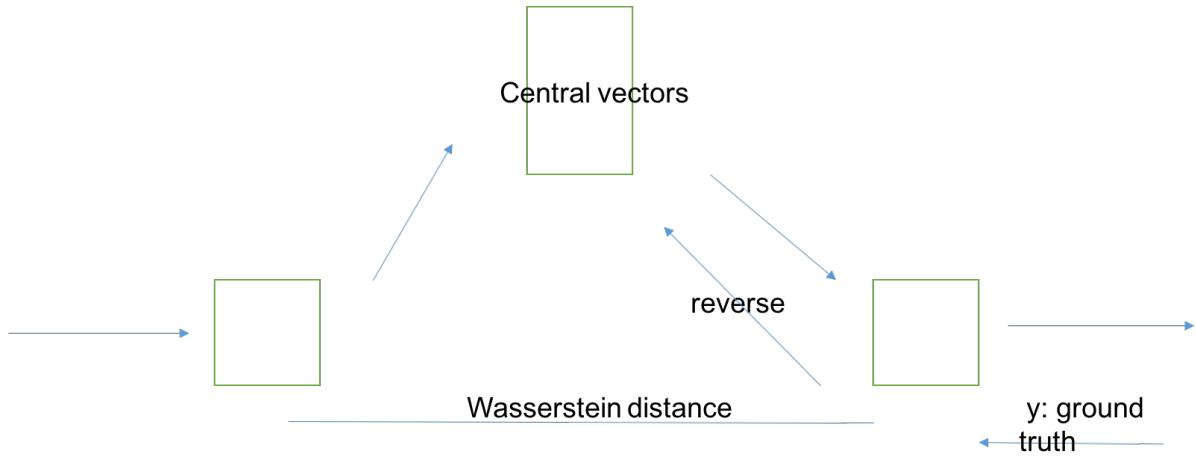 Central vectors
reverse
Wasserstein distance
y: ground
truth